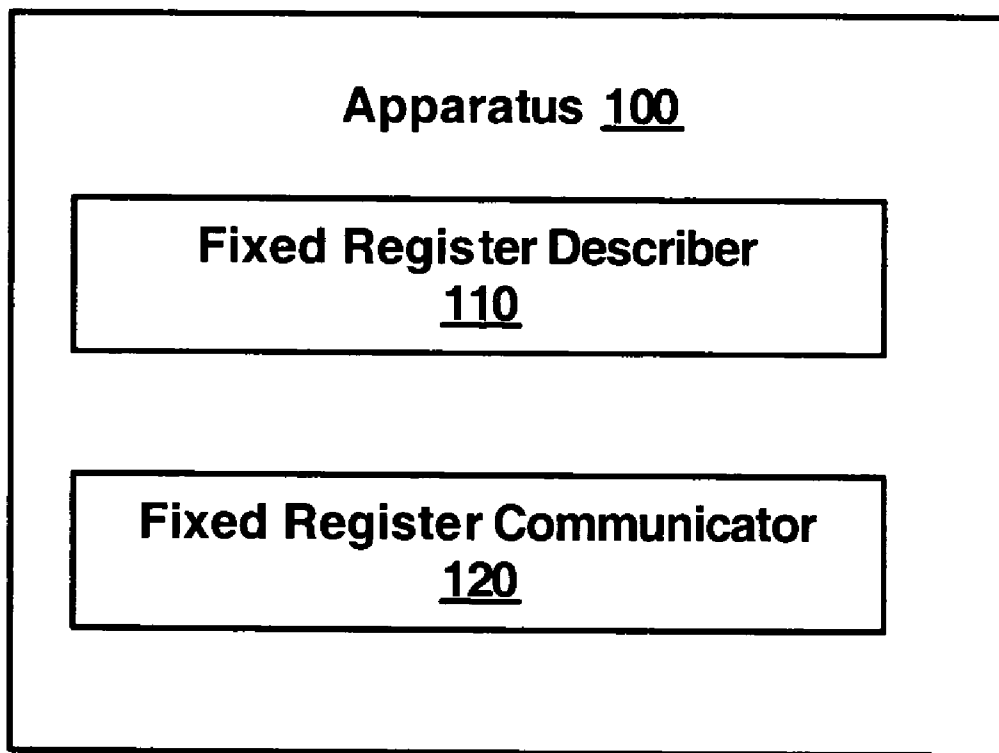 Apparatus 100
Fixed Register Describer
110
Fixed Register Communicator
120